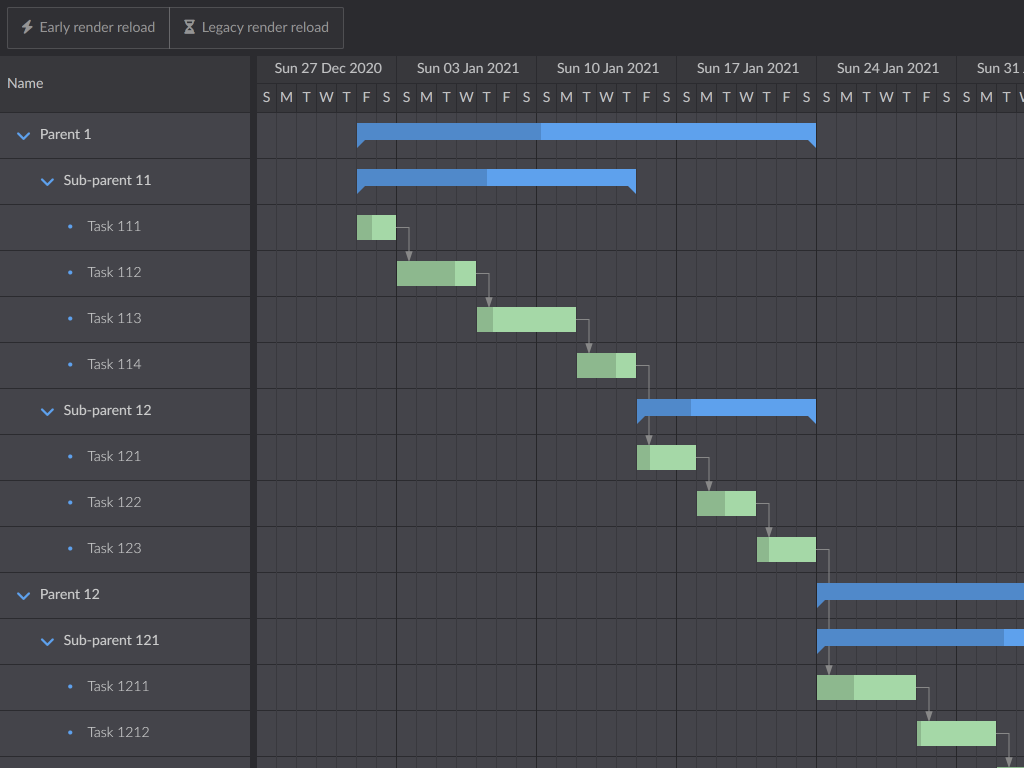 Early render reload Legacy render reload
Name
Sun 27 Dec 2020 Sun 03 Jan 2021 Sun 10 Jan 2021 Sun 17 Jan 2021 Sun 24 Jan 2021 Sun 31
S M T W T F S S M T W T F S S M T W T F S S M T W T F S S M T W T F S S M T
Parent 1
Sub-parent 11
Task 111
Task 112
Task 113
Task 114
Sub-parent 12
Task 121
Task 122
Task 123
Parent 12
Sub-parent 121
Task 1211
Task 1212